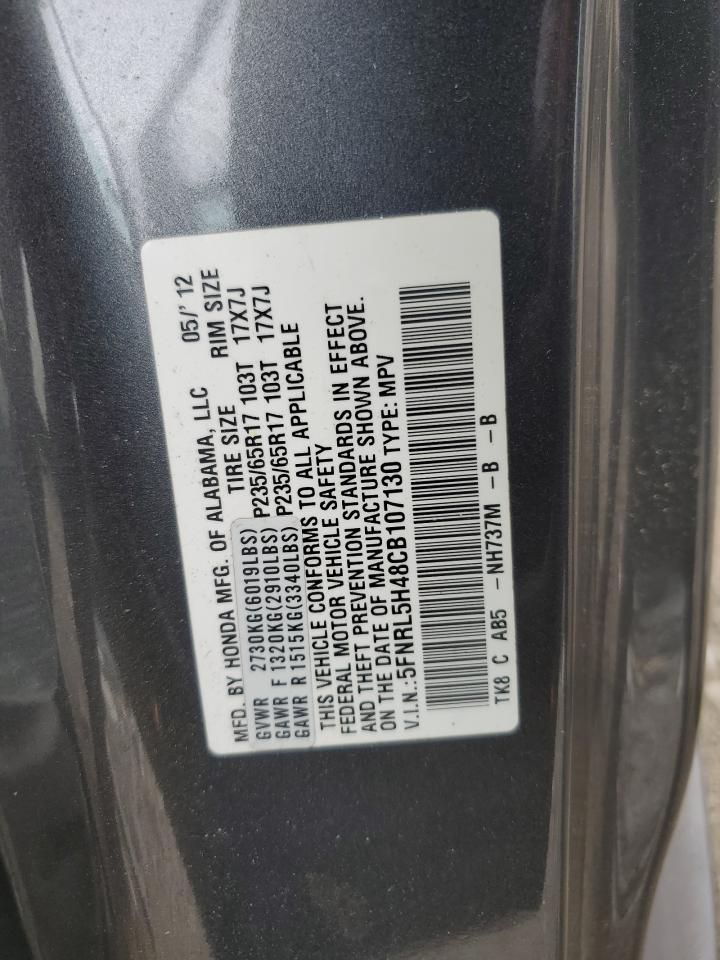 MFD. BY HONDA MFG. OF ALABAMA, LLC 05/'12
TIRE SIZE RIM SIZE
GVWR 2730KG(6019LBS)
GAWR F 1320KG(2910LBS) P235/65R17 103T 17X7J
GAWR R 1515KG(3340LBS) P235/65R17 103T 17X7J
THIS VEHICLE CONFORMS TO ALL APPLICABLE
FEDERAL MOTOR VEHICLE SAFETY
AND THEFT PREVENTION STANDARDS IN EFFECT
ON THE DATE OF MANUFACTURE SHOWN ABOVE.
V.I.N.:5FNRL5H48CB107130 TYPE: MPV
TK8 C AB5 -NH737M -B -B